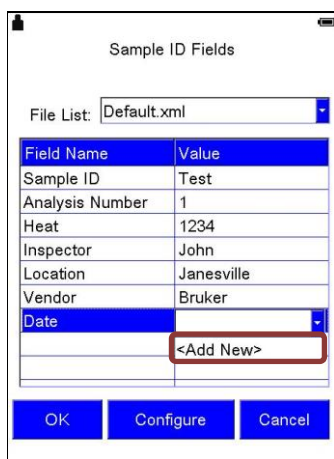 Sample ID Fields
File List: Default.xml
Field Name Value
Sample ID Test
Analysis Number 1
Heat 1234
Inspector John
Location Janesville
Vendor Bruker
Date
<Add New>
OK Configure Cancel